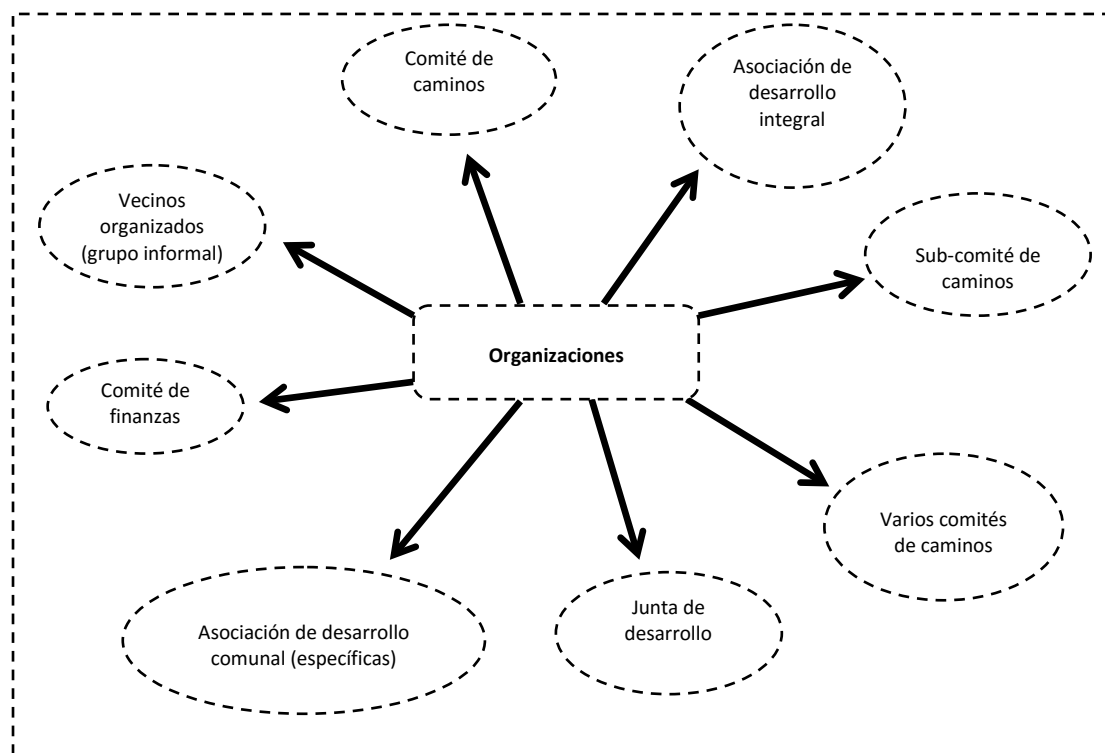 Comité de
caminos
Asociación de
desarrollo
integral
Vecinos
organizados
(grupo informal)
Sub-comité de
caminos
Organizaciones
Comité de
finanzas
Varios comités
de caminos
Asociación de desarrollo
comunal (específicas)
Junta de
desarrollo